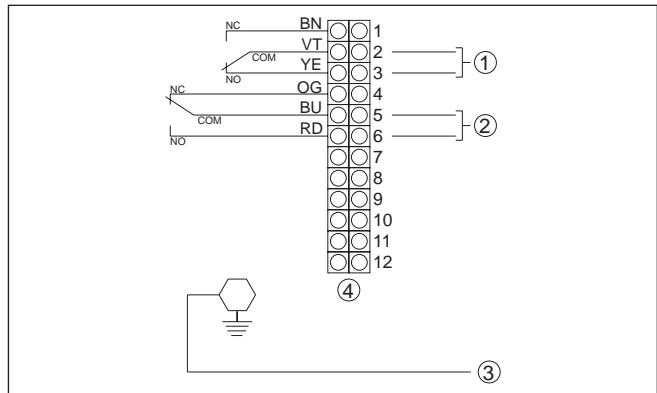 NC BN 1
VT 2
COM
YE 3
NO
①
OG 4
NC
BU 5
COM
RD 6
NO
②
7
8
9
10
11
12
④
③